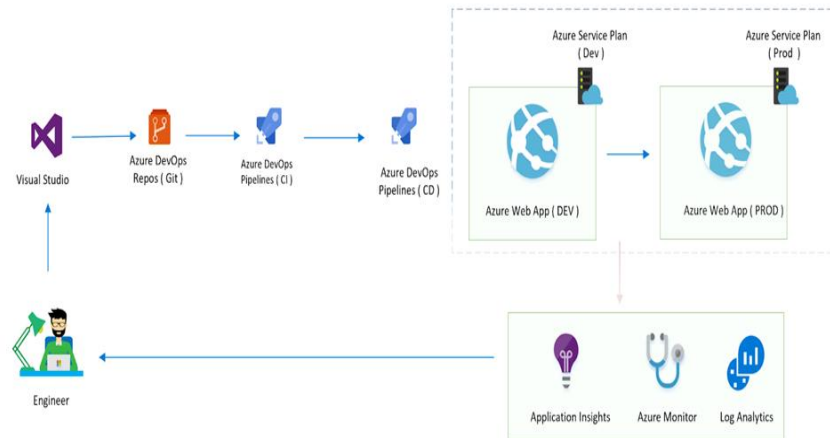 Azure Service Plan
( Dev )
Azure Service Plan
( Prod )
Visual Studio
Azure DevOps
Repos ( Git )
Azure DevOps
Pipelines ( CI )
Azure DevOps
Pipelines ( CD )
Azure Web App ( DEV )
Azure Web App ( PROD )
Engineer
Application Insights
Azure Monitor
Log Analytics